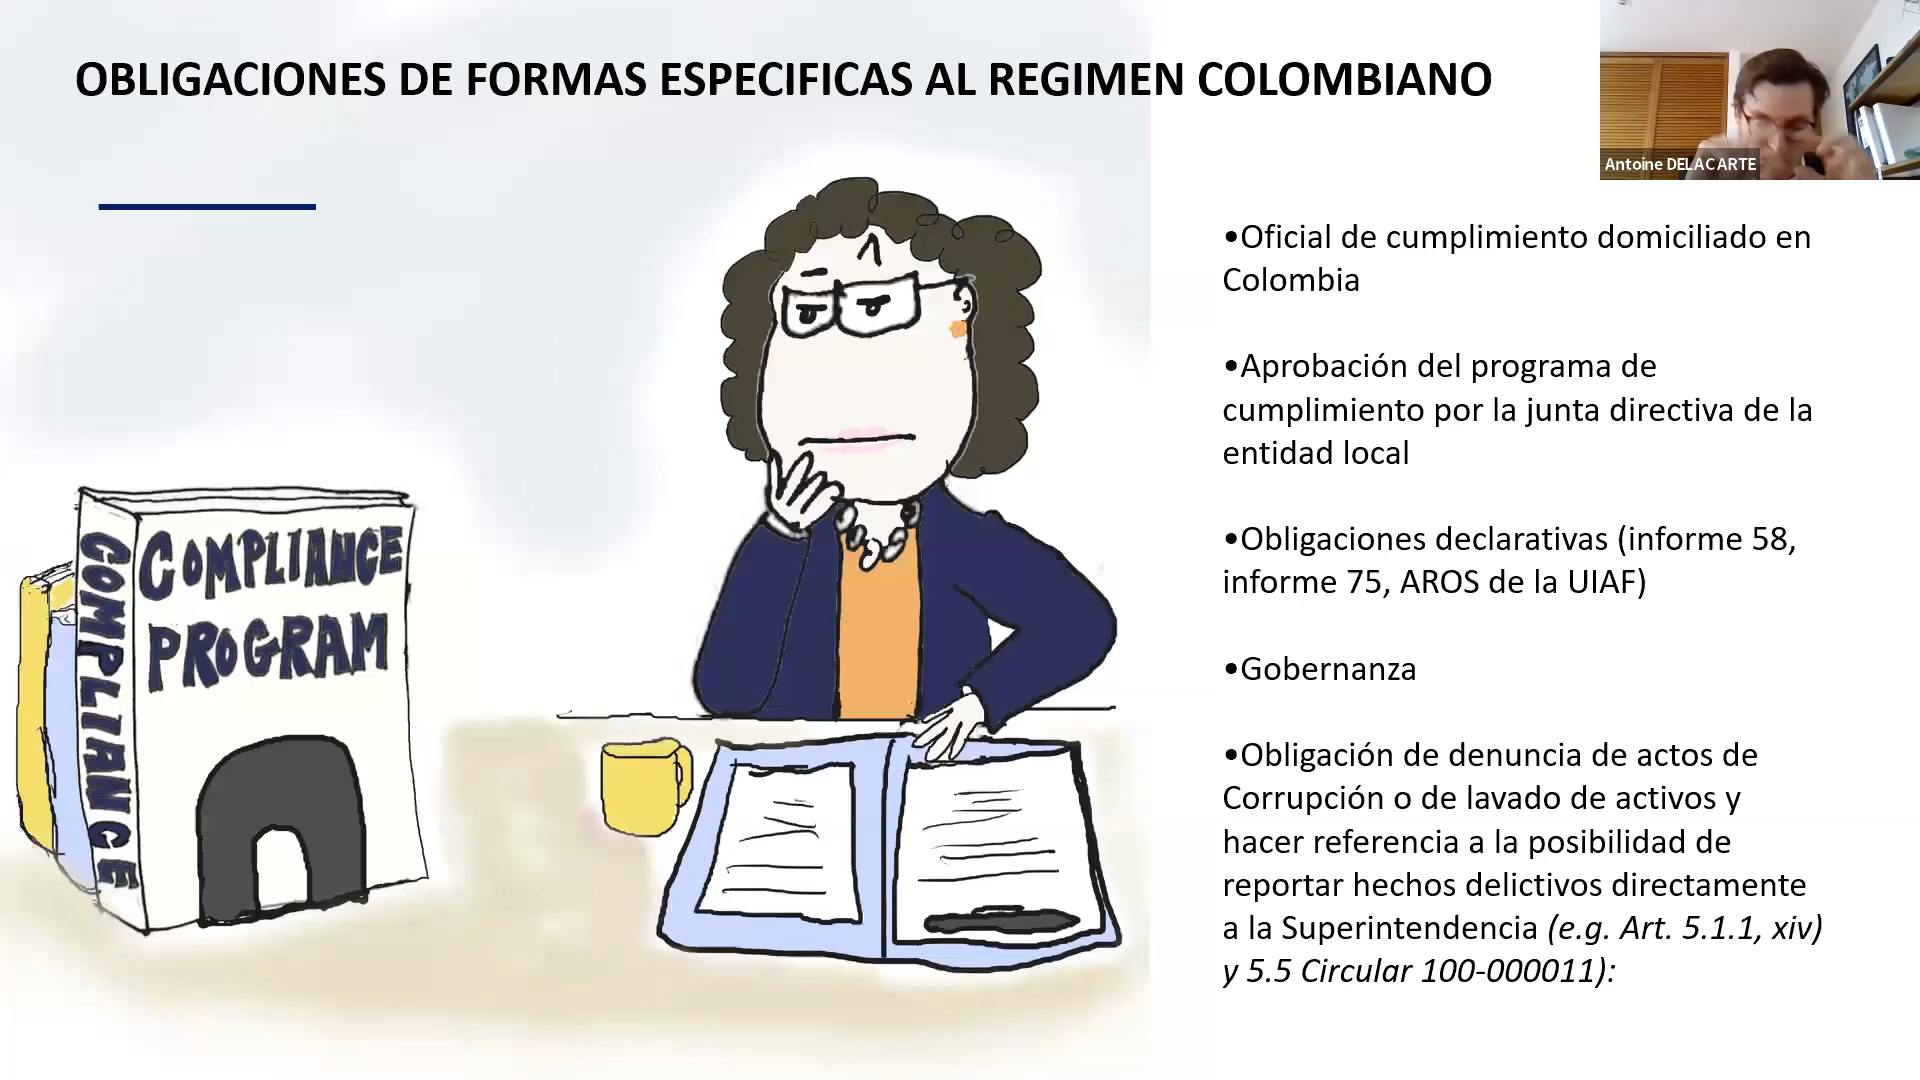 OBLIGACIONES DE FORMAS ESPECIFICAS AL REGIMEN COLOMBIANO
Antoine DELACARTE
•Oficial de cumplimiento domiciliado en
Colombia
•Aprobación del programa de
cumplimiento por la junta directiva de la
entidad local
•Obligaciones declarativas (informe 58,
informe 75, AROS de la UIAF)
•Gobernanza
•Obligación de denuncia de actos de
Corrupción o de lavado de activos y
hacer referencia a la posibilidad de
reportar hechos delictivos directamente
a la Superintendencia (e.g. Art. 5.1.1, xiv)
y 5.5 Circular 100-000011):
COMPLIANCE
PROGRAM
COMPLIANCE